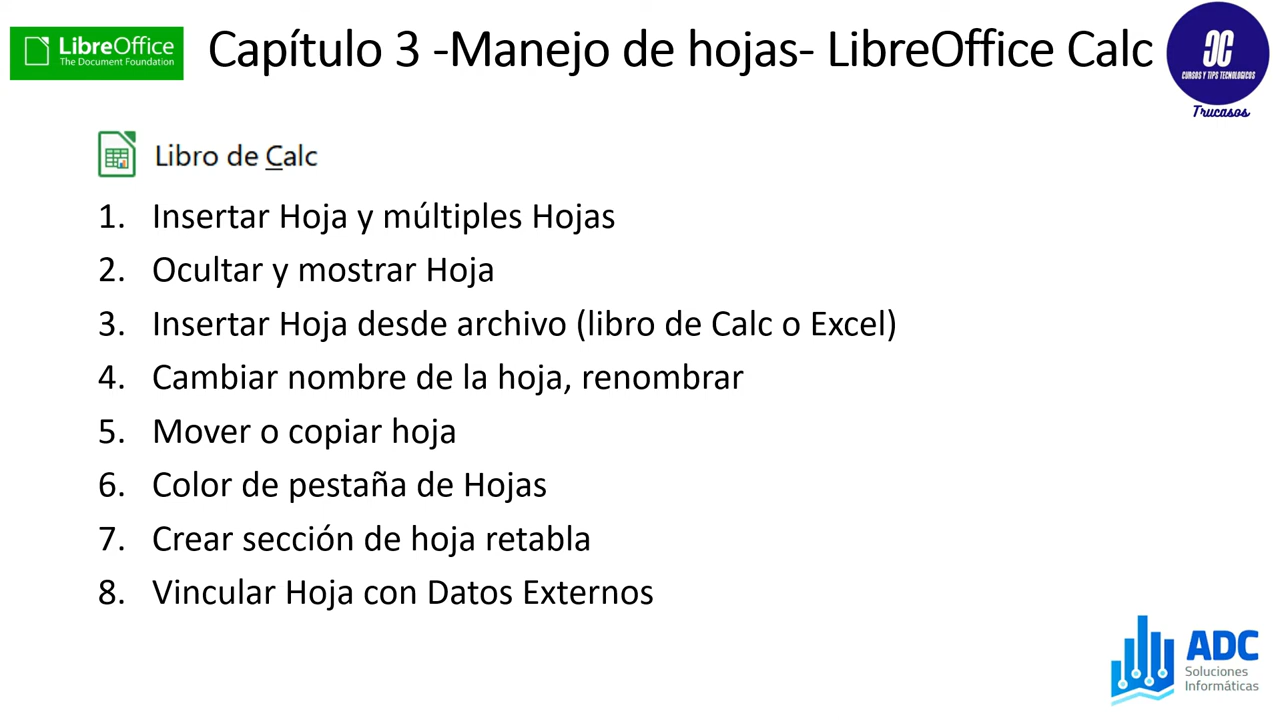 LibreOffice
The Document Foundation
Capítulo 3 -Manejo de hojas- LibreOffice Calc
CURSOS Y TIPS TECNOLOGICOS
Trucasos
Libro de Calc
1. Insertar Hoja y múltiples Hojas
2. Ocultar y mostrar Hoja
3. Insertar Hoja desde archivo (libro de Calc o Excel)
4. Cambiar nombre de la hoja, renombrar
5. Mover o copiar hoja
6. Color de pestaña de Hojas
7. Crear sección de hoja retabla
8. Vincular Hoja con Datos Externos
ADC
Soluciones
Informáticas